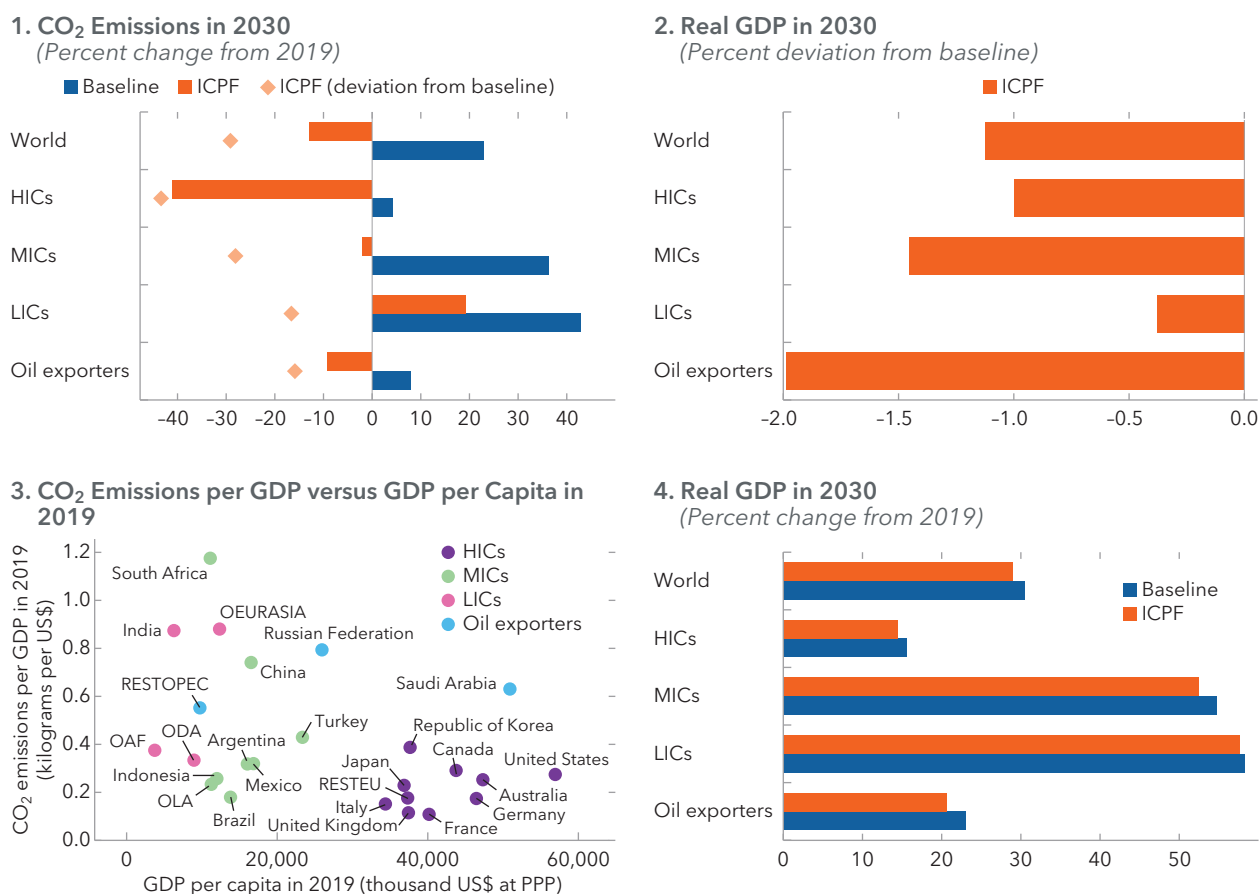 1. CO₂ Emissions in 2030
(Percent change from 2019)
Baseline ICPF ICPF (deviation from baseline)
World
HICs
MICs
LICs
Oil exporters
–40 –30 –20 –10 0 10 20 30 40
2. Real GDP in 2030
(Percent deviation from baseline)
ICPF
World
HICs
MICs
LICs
Oil exporters
–2.0 –1.5 –1.0 –0.5 0.0
3. CO₂ Emissions per GDP versus GDP per Capita in
2019
CO₂ emissions per GDP in 2019
(kilograms per US$)
1.2
1.0
0.8
0.6
0.4
0.2
0.0
HICs
MICs
LICs
Oil exporters
South Africa
India
OEURASIA
Russian Federation
China
RESTOPEC
Saudi Arabia
Turkey
Republic of Korea
OAF
ODA
Argentina
Canada
United States
Japan
Indonesia
Mexico
RESTEU
Australia
OLA
Italy
Germany
Brazil
United Kingdom
France
0 20,000 40,000 60,000
GDP per capita in 2019 (thousand US$ at PPP)
4. Real GDP in 2030
(Percent change from 2019)
Baseline
ICPF
World
HICs
MICs
LICs
Oil exporters
0 10 20 30 40 50